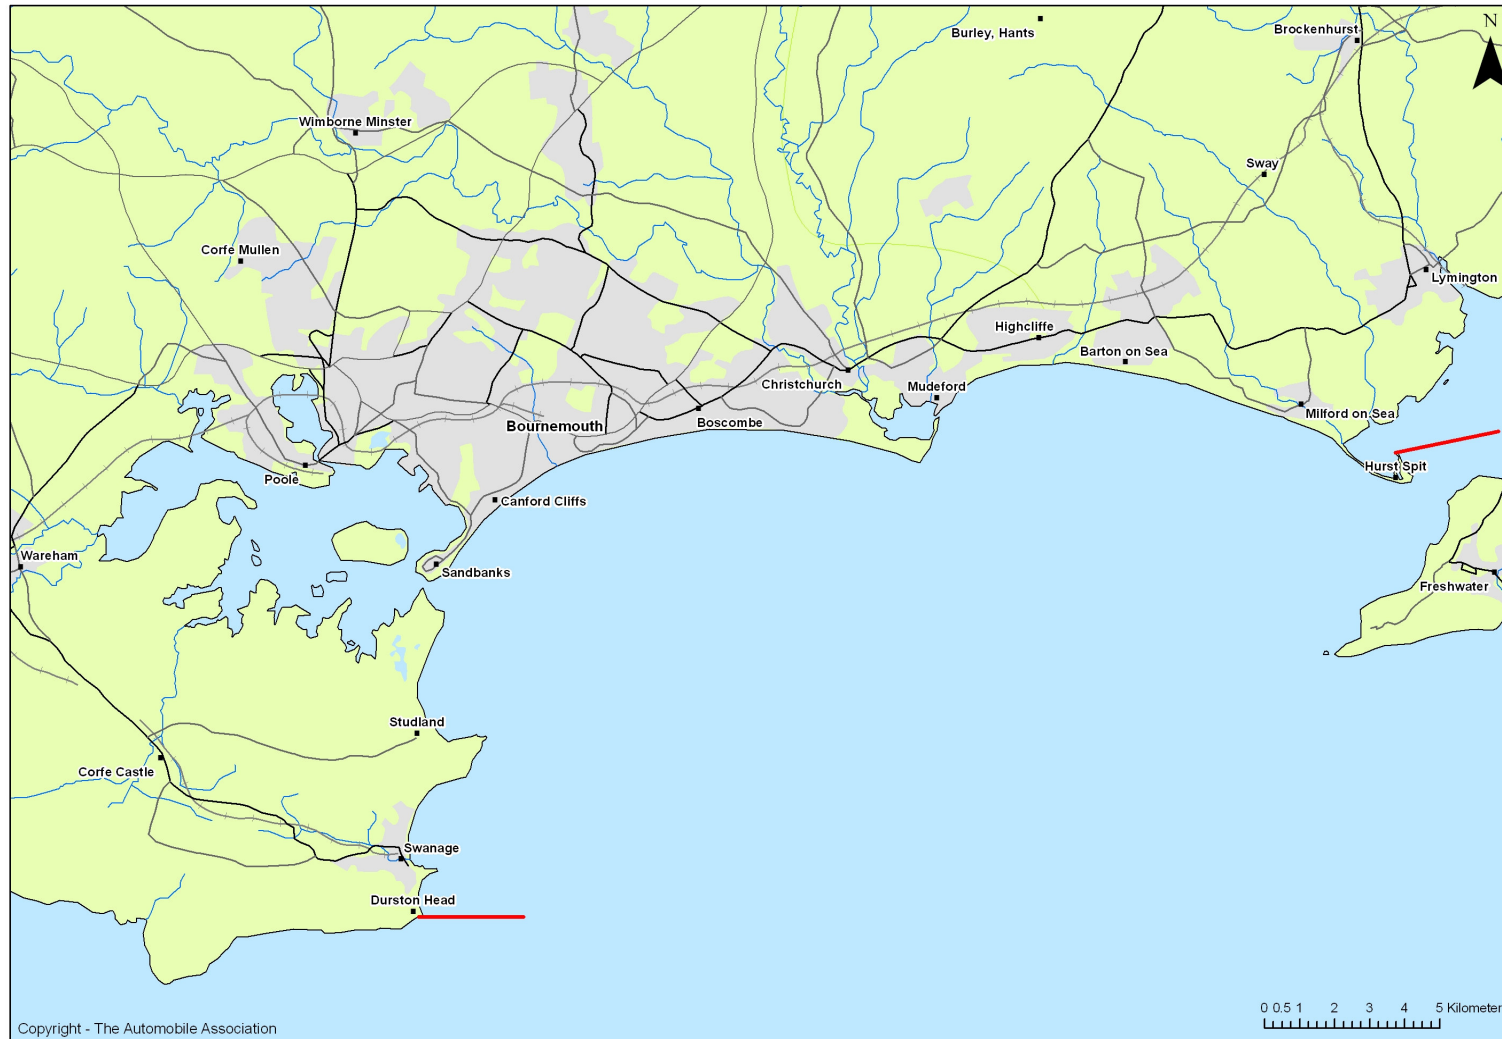 Burley, Hants
Brockenhurst
N
Wimborne Minster
Sway
Corfe Mullen
Lymington
Highcliffe
Barton on Sea
Christchurch
Mudeford
Milford on Sea
Bournemouth
Boscombe
Hurst Spit
Poole
Canford Cliffs
Wareham
Sandbanks
Freshwater
Studland
Corfe Castle
Swanage
Durston Head
0 0.5 1 2 3 4 5 Kilometer
Copyright - The Automobile Association